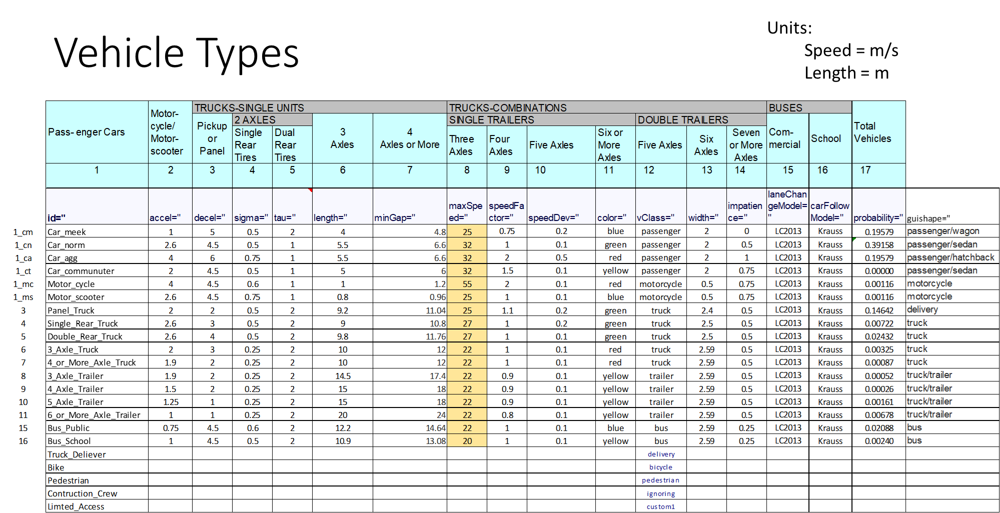 Vehicle Types
Units:
Speed = m/s
Length = m
Pass- enger Cars
Motor-
cycle/
Motor-
scooter
TRUCKS-SINGLE UNITS
Pickup
or
Panel
2 AXLES
Single
Rear
Tires
Dual
Rear
Tires
3
Axles
4
Axles or More
TRUCKS-COMBINATIONS
SINGLE TRAILERS
Three
Axles
Four
Axles
Five Axles
Six or
More
Axles
DOUBLE TRAILERS
Five Axles
Six
Axles
Seven
or More
Axles
BUSES
Com-
mercial
School
Total
Vehicles
1 2 3 4 5 6 7 8 9 10 11 12 13 14 15 16 17
id=" accel=" decel=" sigma=" tau=" length=" minGap=" maxSpe
ed=" speedFa
ctor=" speedDev=" color=" vClass=" width=" impatien
ce=" laneChan
geModel=
" carFollow
Model=" probability=" guishape="
1_cm Car_meek 1 5 0.5 2 4 4.8 25 0.75 0.2 blue passenger 2 0 LC2013 Krauss 0.19579 passenger/wagon
1_cn Car_norm 2.6 4.5 0.5 1 5.5 6.6 32 1 0.1 green passenger 2 0.5 LC2013 Krauss 0.39158 passenger/sedan
1_ca Car_agg 4 6 0.75 1 5.5 6.6 32 2 0.5 red passenger 2 1 LC2013 Krauss 0.19579 passenger/hatchback
1_ct Car_communuter 2 4.5 0.5 1 5 6 32 1.5 0.1 yellow passenger 2 0.75 LC2013 Krauss 0.00000 passenger/sedan
1_mc Motor_cycle 4 4.5 0.6 1 1 1.2 55 2 0.1 red motorcycle 0.5 0.75 LC2013 Krauss 0.00116 motorcycle
1_ms Motor_scooter 2.6 4.5 0.75 1 0.8 0.96 25 1 0.1 blue motorcycle 0.5 0.75 LC2013 Krauss 0.00116 motorcycle
3 Panel_Truck 2 2 0.5 2 9.2 11.04 25 1.1 0.2 green truck 2.4 0.5 LC2013 Krauss 0.14642 delivery
4 Single_Rear_Truck 2.6 3 0.5 2 9 10.8 27 1 0.2 green truck 2.5 0.5 LC2013 Krauss 0.00722 truck
5 Double_Rear_Truck 2.6 4 0.5 2 9.8 11.76 27 1 0.1 green truck 2.5 0.5 LC2013 Krauss 0.02432 truck
6 3_Axle_Truck 2 3 0.25 2 10 12 22 1 0.1 red truck 2.59 0.5 LC2013 Krauss 0.00325 truck
7 4_or_More_Axle_Truck 1.9 2 0.25 2 10 12 22 1 0.1 red truck 2.59 0.5 LC2013 Krauss 0.00087 truck
8 3_Axle_Trailer 1.9 2 0.25 2 14.5 17.4 22 0.9 0.1 yellow trailer 2.59 0.5 LC2013 Krauss 0.00052 truck/trailer
9 4_Axle_Trailer 1.5 2 0.25 2 15 18 22 0.9 0.1 yellow trailer 2.59 0.5 LC2013 Krauss 0.00026 truck/trailer
10 5_Axle_Trailer 1.25 1 0.25 2 15 18 22 0.9 0.1 yellow trailer 2.59 0.5 LC2013 Krauss 0.00161 truck/trailer
11 6_or_More_Axle_Trailer 1 1 0.25 2 20 24 22 0.8 0.1 yellow trailer 2.59 0.5 LC2013 Krauss 0.00678 truck/trailer
15 Bus_Public 0.75 4.5 0.6 2 12.2 14.64 22 1 0.1 blue bus 2.59 0.25 LC2013 Krauss 0.02088 bus
16 Bus_School 1 4.5 0.5 2 10.9 13.08 20 1 0.1 yellow bus 2.59 0.25 LC2013 Krauss 0.00240 bus
Truck_Deliever delivery
Bike bicycle
Pedestrian pedestrian
Contruction_Crew ignoring
Limted_Access custom1